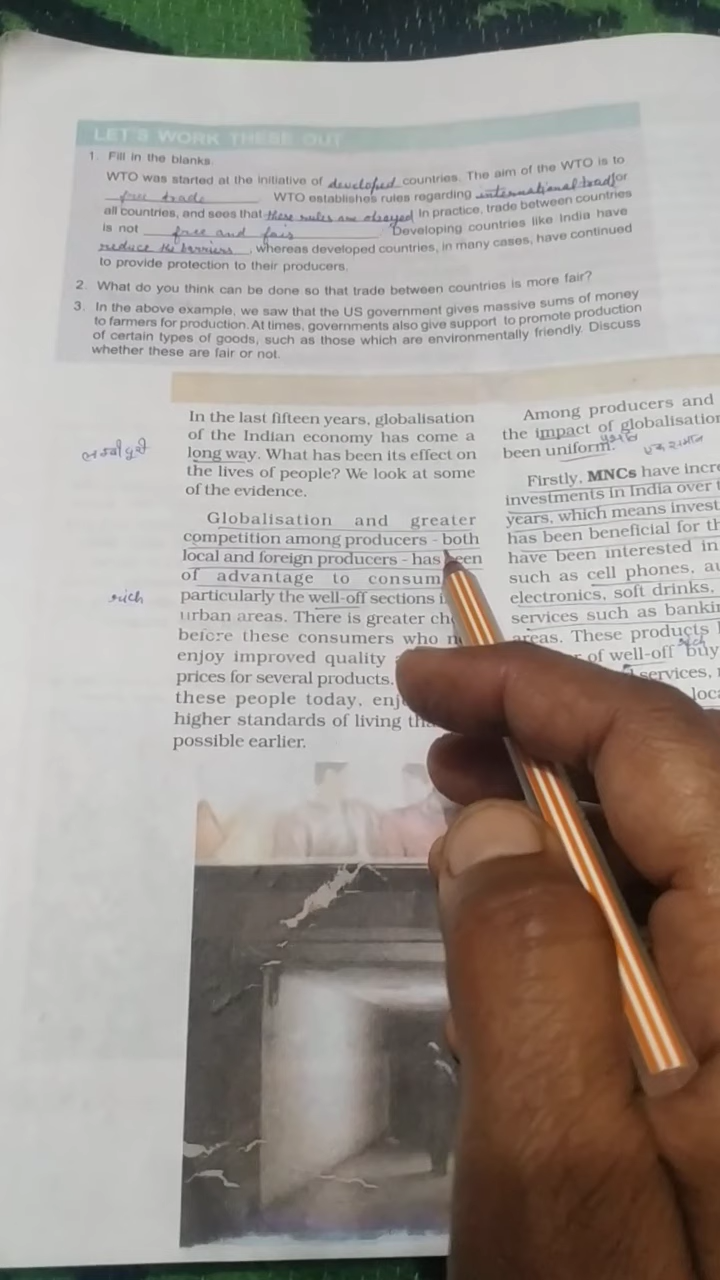 LET'S WORK THESE OUT
1. Fill in the blanks.
WTO was started at the initiative of developed countries. The aim of the WTO is to
free trade. WTO establishes rules regarding international trade for
all countries, and sees that these rules are obeyed In practice, trade between countries
is not free and fair Developing countries like India have
reduce the barriers, whereas developed countries, in many cases, have continued
to provide protection to their producers.
2. What do you think can be done so that trade between countries is more fair?
3. In the above example, we saw that the US government gives massive sums of money
to farmers for production. At times, governments also give support to promote production
of certain types of goods, such as those which are environmentally friendly. Discuss
whether these are fair or not.
In the last fifteen years, globalisation
of the Indian economy has come a
long way. What has been its effect on
the lives of people? We look at some
of the evidence.
Globalisation and greater
competition among producers - both
local and foreign producers - has been
of advantage to consum
rich
particularly the well-off sections
urban areas. There is greater
before these consumers who
enjoy improved quality
prices for several products.
these people today, enj
higher standards of living
possible earlier.
Among producers and
the impact of globalisation
been uniform.
एक समान
Firstly, MNCs have incre
investments in India over t
years, which means invest
has been beneficial for th
have been interested in
such as cell phones, au
electronics, soft drinks,
services such as bankin
areas. These products
of well-off buy
services,
loca